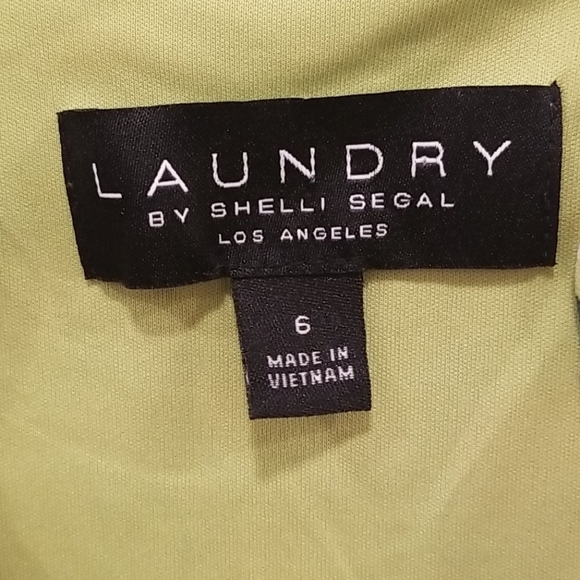 LAUNDRY
BY SHELLI SEGAL
LOS ANGELES
6
MADE IN
VIETNAM